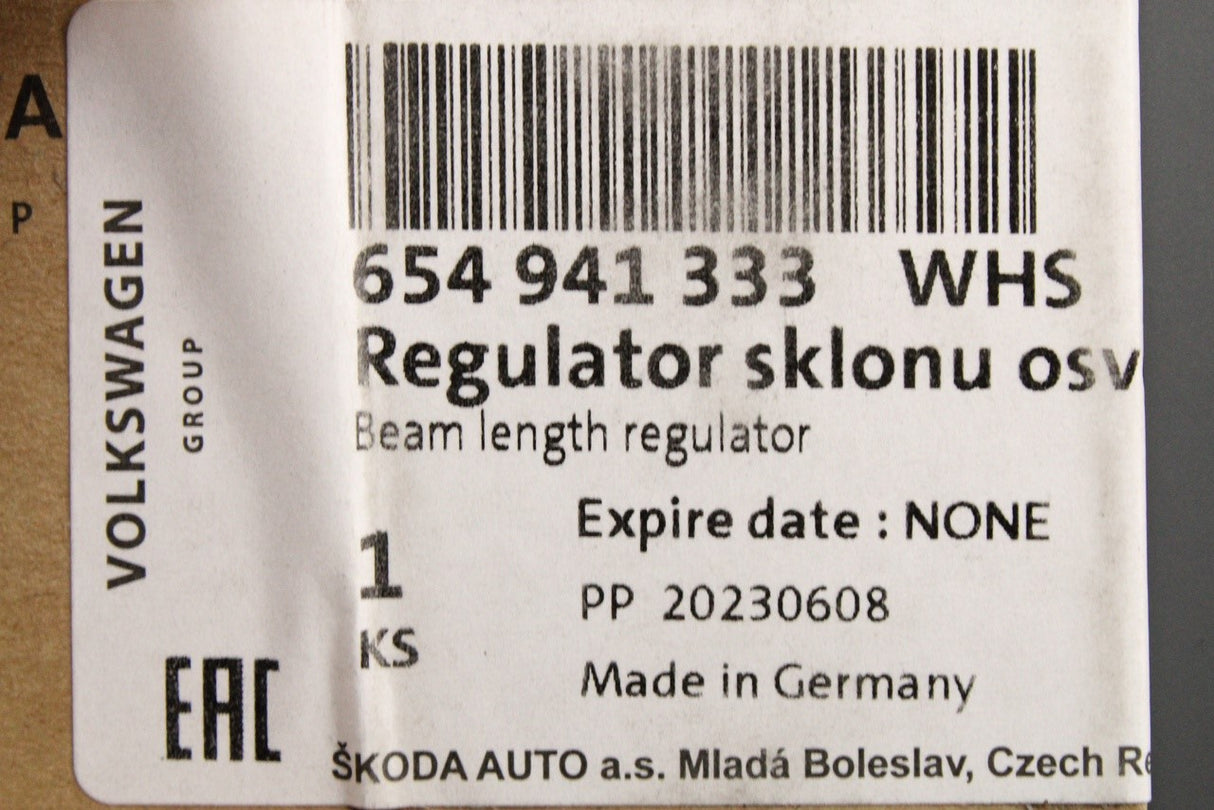 A
P
VOLKSWAGEN
GROUP
654 941 333 WHS
Regulator sklonu osv
Beam length regulator
Expire date : NONE
1
KS
PP 20230608
Made in Germany
EAC
ŠKODA AUTO a.s. Mladá Boleslav, Czech Re